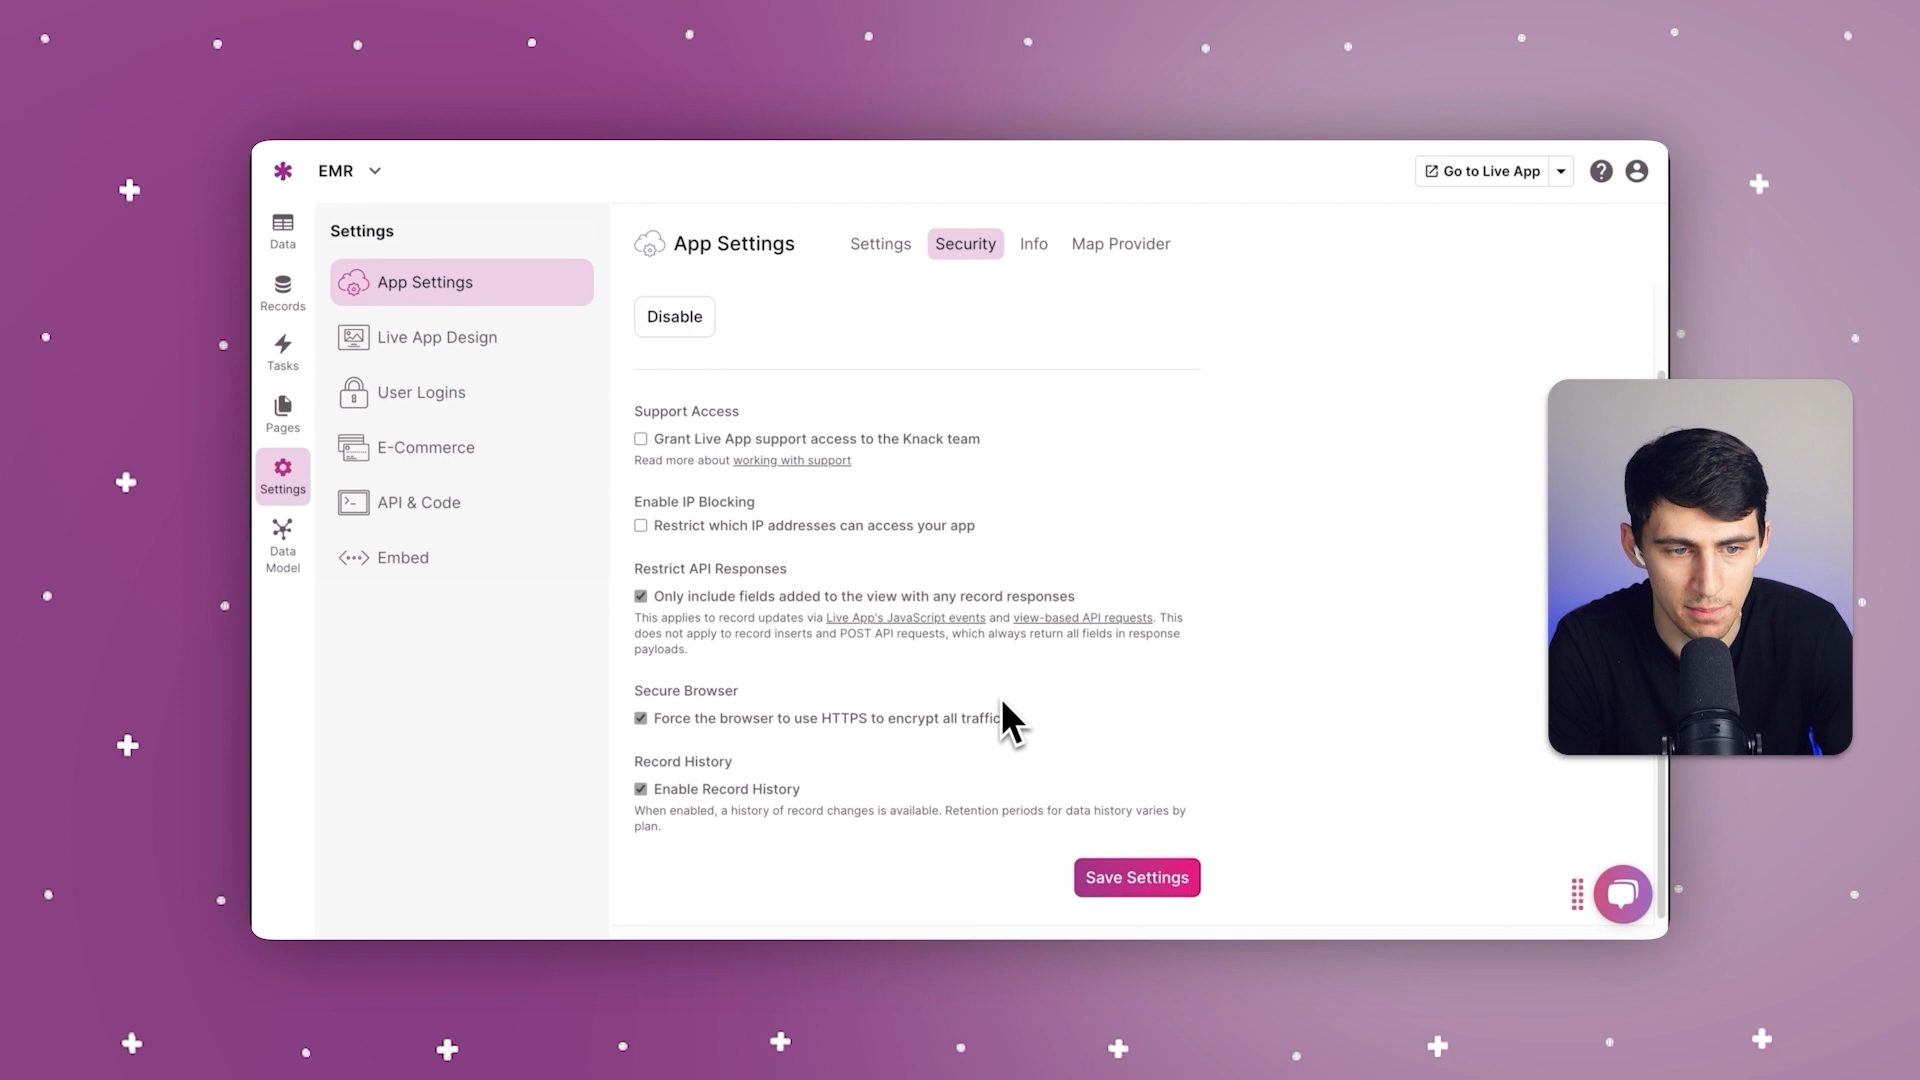 EMR
Go to Live App
Data
Records
Tasks
Pages
Settings
Data
Model
Settings
App Settings
Live App Design
User Logins
E-Commerce
API & Code
Embed
App Settings
Settings
Security
Info
Map Provider
Disable
Support Access
Grant Live App support access to the Knack team
Read more about working with support
Enable IP Blocking
Restrict which IP addresses can access your app
Restrict API Responses
Only include fields added to the view with any record responses
This applies to record updates via Live App's JavaScript events and view-based API requests. This
does not apply to record inserts and POST API requests, which always return all fields in response
payloads.
Secure Browser
Force the browser to use HTTPS to encrypt all traffic
Record History
Enable Record History
When enabled, a history of record changes is available. Retention periods for data history varies by
plan.
Save Settings